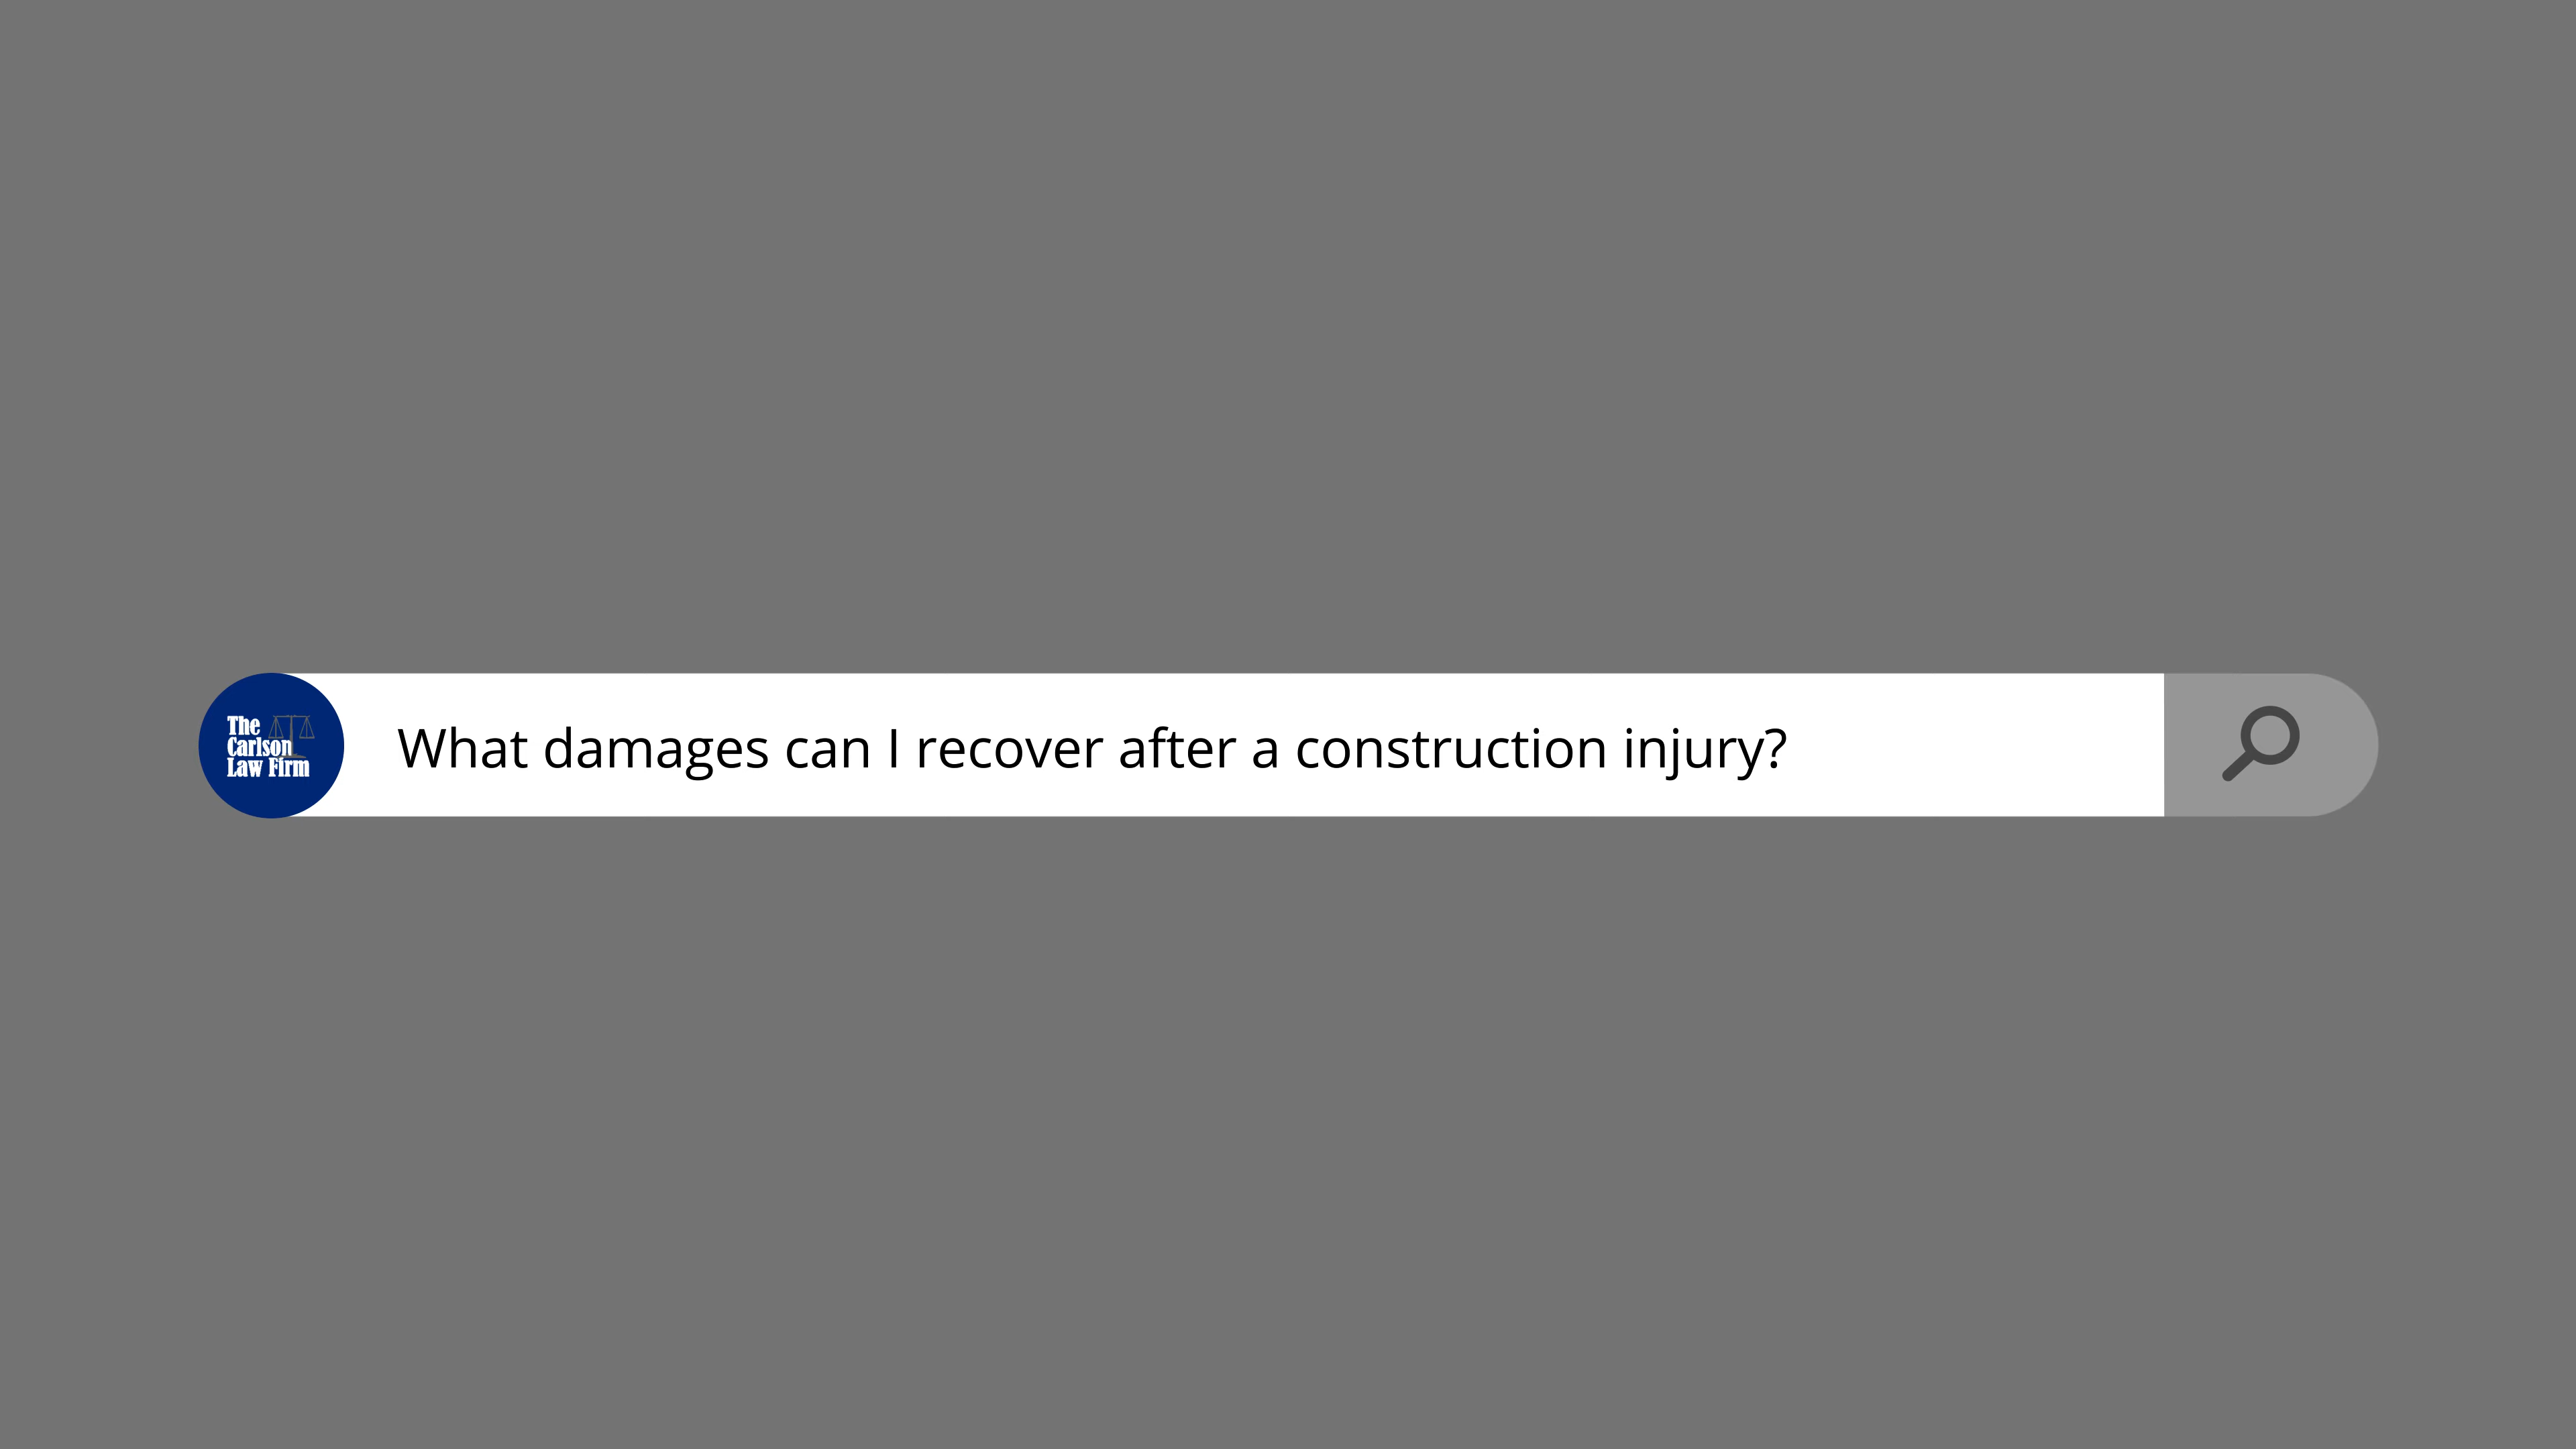 The
Carlson
Law Firm
What damages can I recover after a construction injury?